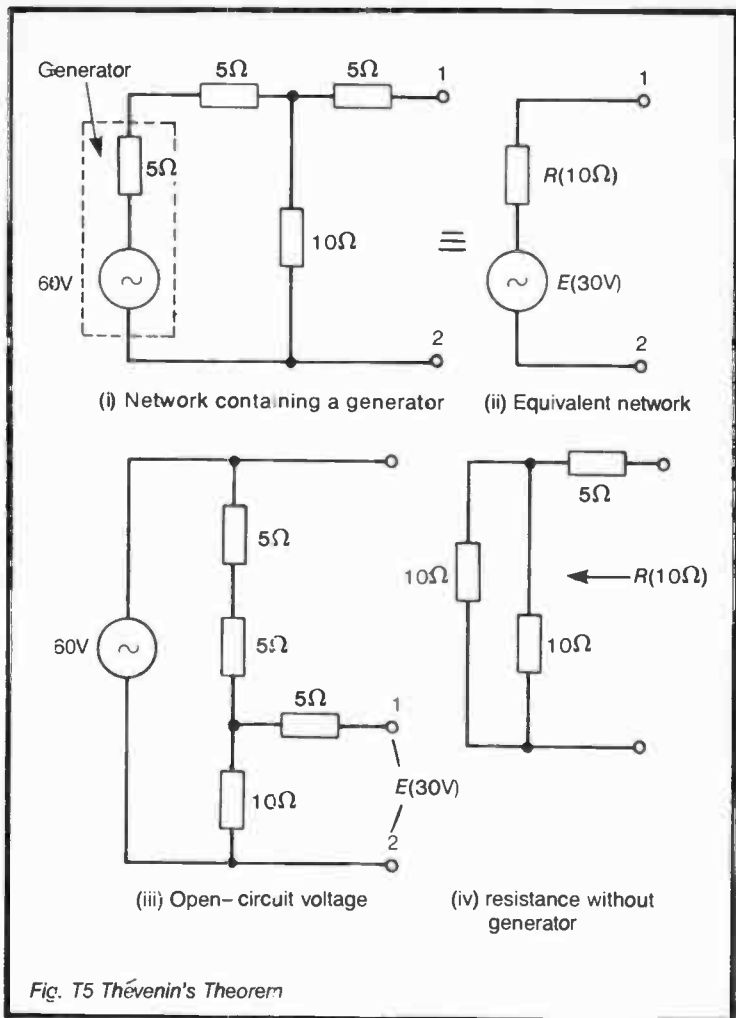 Generator
5Ω
5Ω
1
5Ω
10Ω
60V
2
(i) Network containing a generator
≡
1
R(10Ω)
E(30V)
2
(ii) Equivalent network
5Ω
60V
5Ω
5Ω
1
10Ω
E(30V)
2
(iii) Open-circuit voltage
5Ω
10Ω
R(10Ω)
10Ω
(iv) resistance without
generator
Fig. T5 Thévenin's Theorem